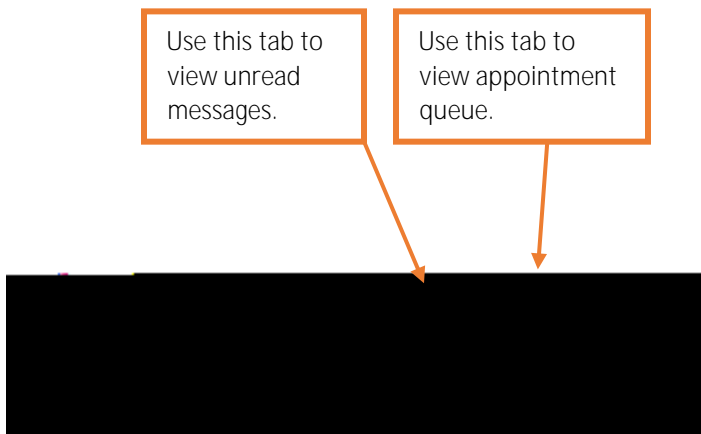 Use this tab to
view unread
messages.
Use this tab to
view appointment
queue.